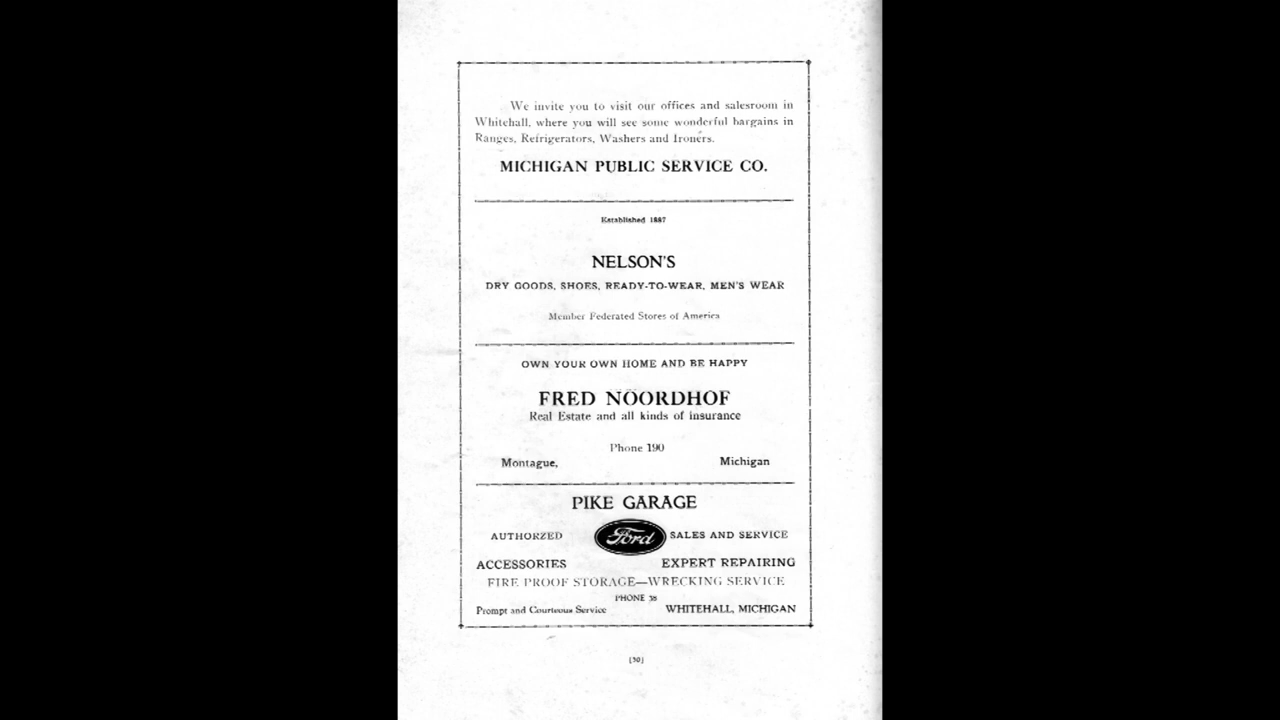 We invite you to visit our offices and salesroom in
Whitehall, where you will see some wonderful bargains in
Ranges, Refrigerators, Washers and Ironers.
MICHIGAN PUBLIC SERVICE CO.
Established 1887
NELSON'S
DRY GOODS, SHOES, READY-TO-WEAR, MEN'S WEAR
Member Federated Stores of America
OWN YOUR OWN HOME AND BE HAPPY
FRED NOORDHOF
Real Estate and all kinds of insurance
Phone 190
Montague, Michigan
PIKE GARAGE
AUTHORZED Ford SALES AND SERVICE
ACCESSORIES EXPERT REPAIRING
FIRE PROOF STORAGE—WRECKING SERVICE
PHONE 38
Prompt and Courteous Service WHITEHALL, MICHIGAN
[30]